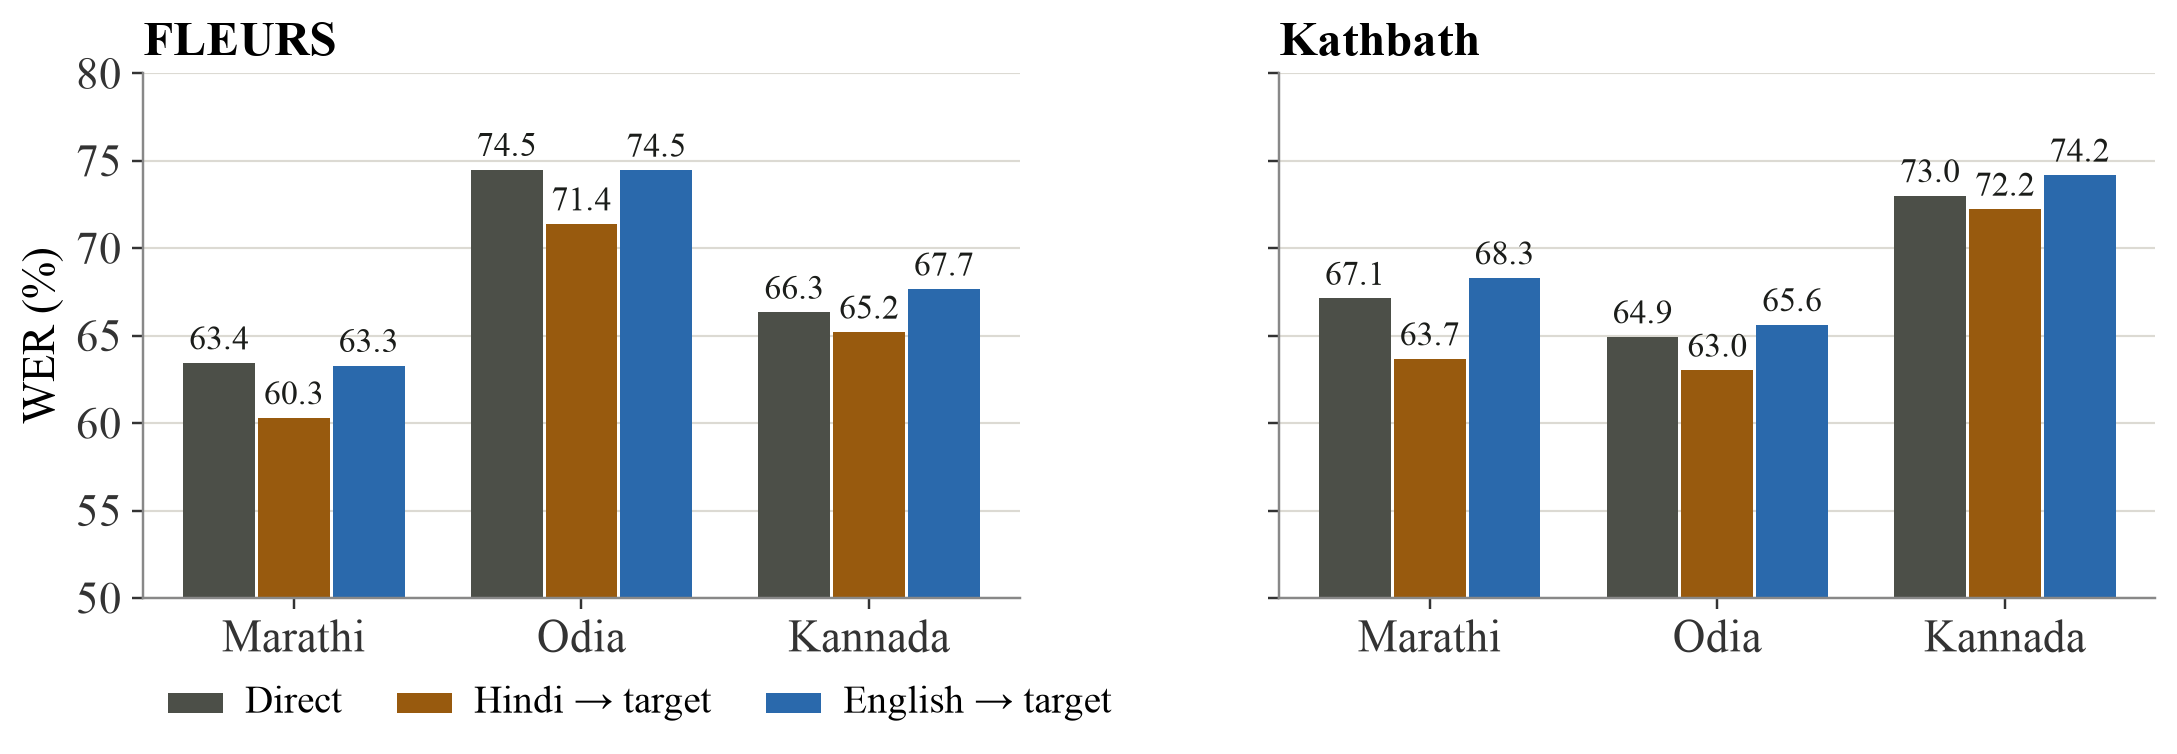 FLEURS
WER (%)
80
75
70
65
60
55
50
63.4
60.3
63.3
74.5
71.4
74.5
66.3
65.2
67.7
Marathi
Odia
Kannada
Kathbath
67.1
63.7
68.3
64.9
63.0
65.6
73.0
72.2
74.2
Marathi
Odia
Kannada
Direct
Hindi → target
English → target